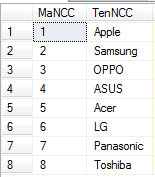 MaNCC TenNCC
1 1 Apple
2 2 Samsung
3 3 OPPO
4 4 ASUS
5 5 Acer
6 6 LG
7 7 Panasonic
8 8 Toshiba